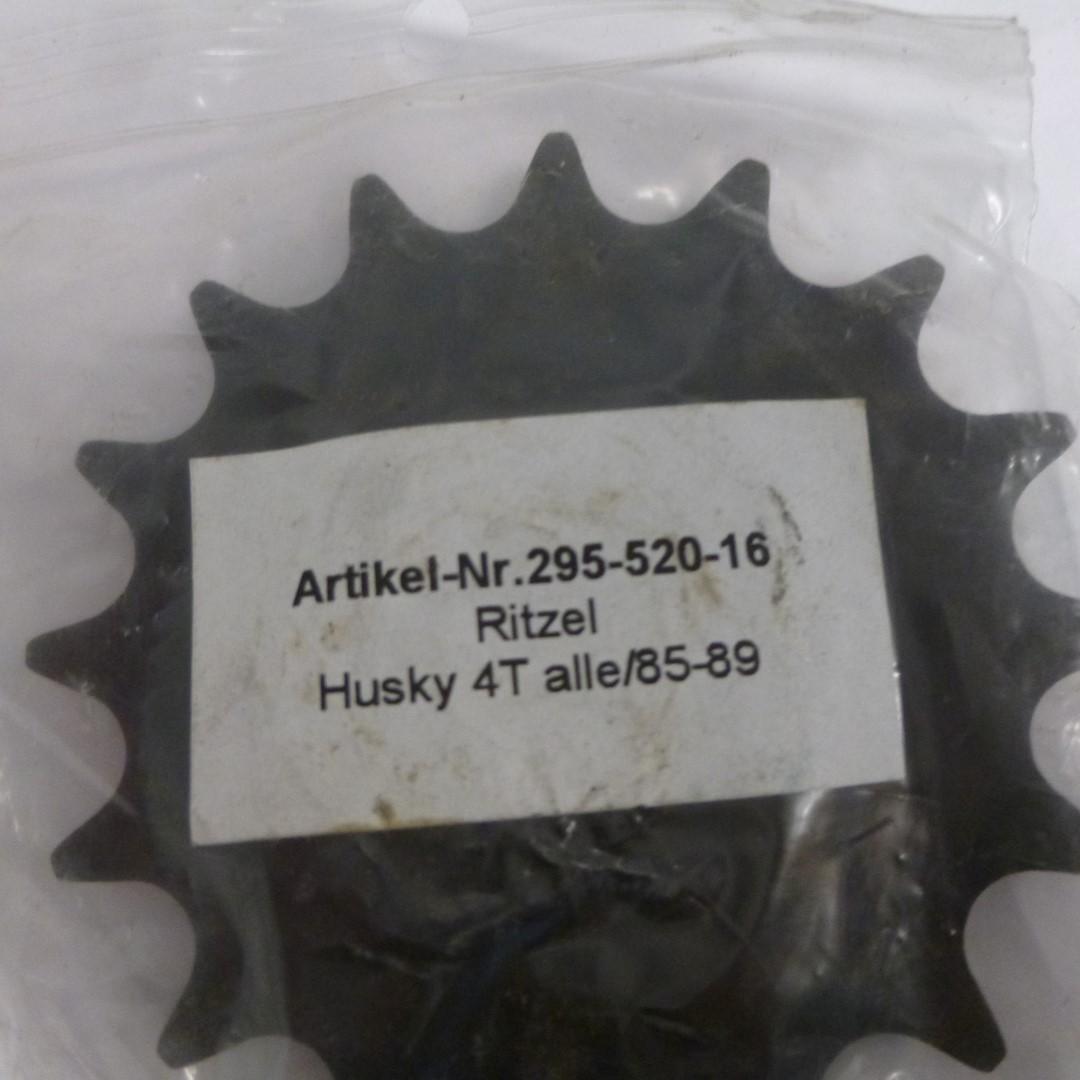 Artikel-Nr.295-520-16
Ritzel
Husky 4T alle/85-89